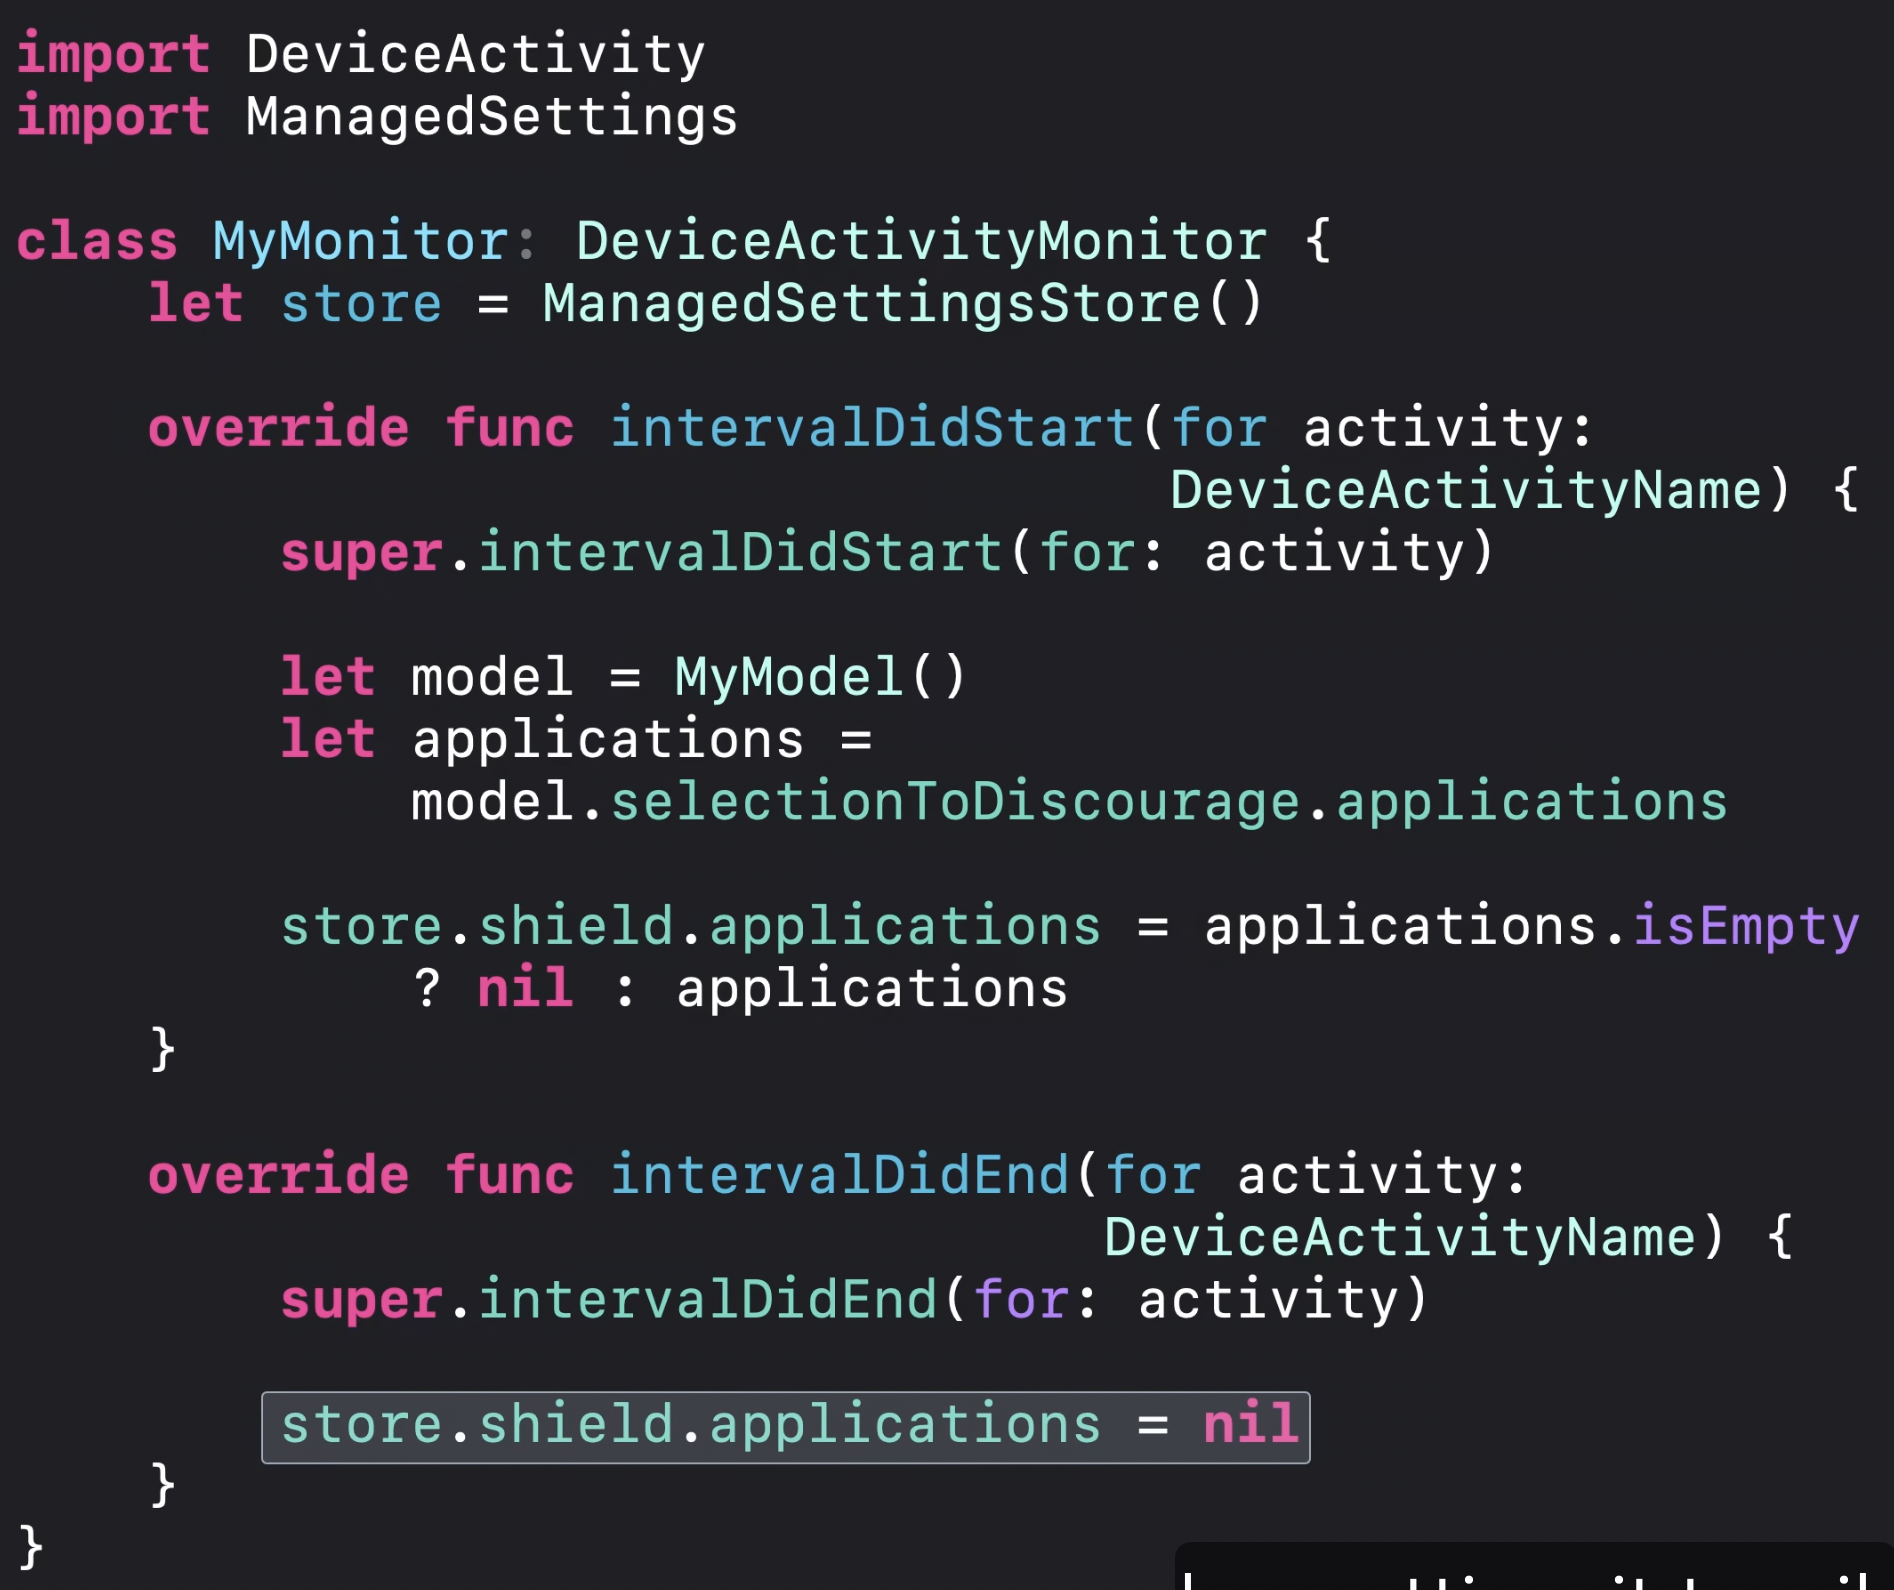 import DeviceActivity
import ManagedSettings
class MyMonitor: DeviceActivityMonitor {
    let store = ManagedSettingsStore()
    override func intervalDidStart(for activity:
                                   DeviceActivityName) {
        super.intervalDidStart(for: activity)
        let model = MyModel()
        let applications =
            model.selectionToDiscourage.applications
        store.shield.applications = applications.isEmpty
            ? nil : applications
    }
    override func intervalDidEnd(for activity:
                                 DeviceActivityName) {
        super.intervalDidEnd(for: activity)
        store.shield.applications = nil
    }
}